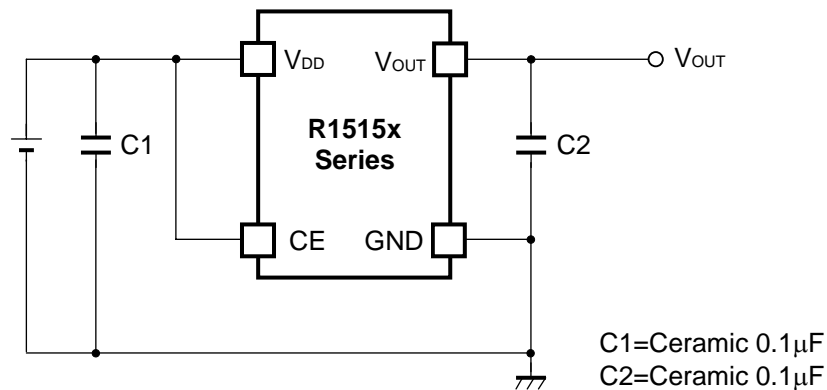 VDD
VOUT
VOUT
R1515x
Series
C1
C2
CE
GND
C1=Ceramic 0.1μF
C2=Ceramic 0.1μF